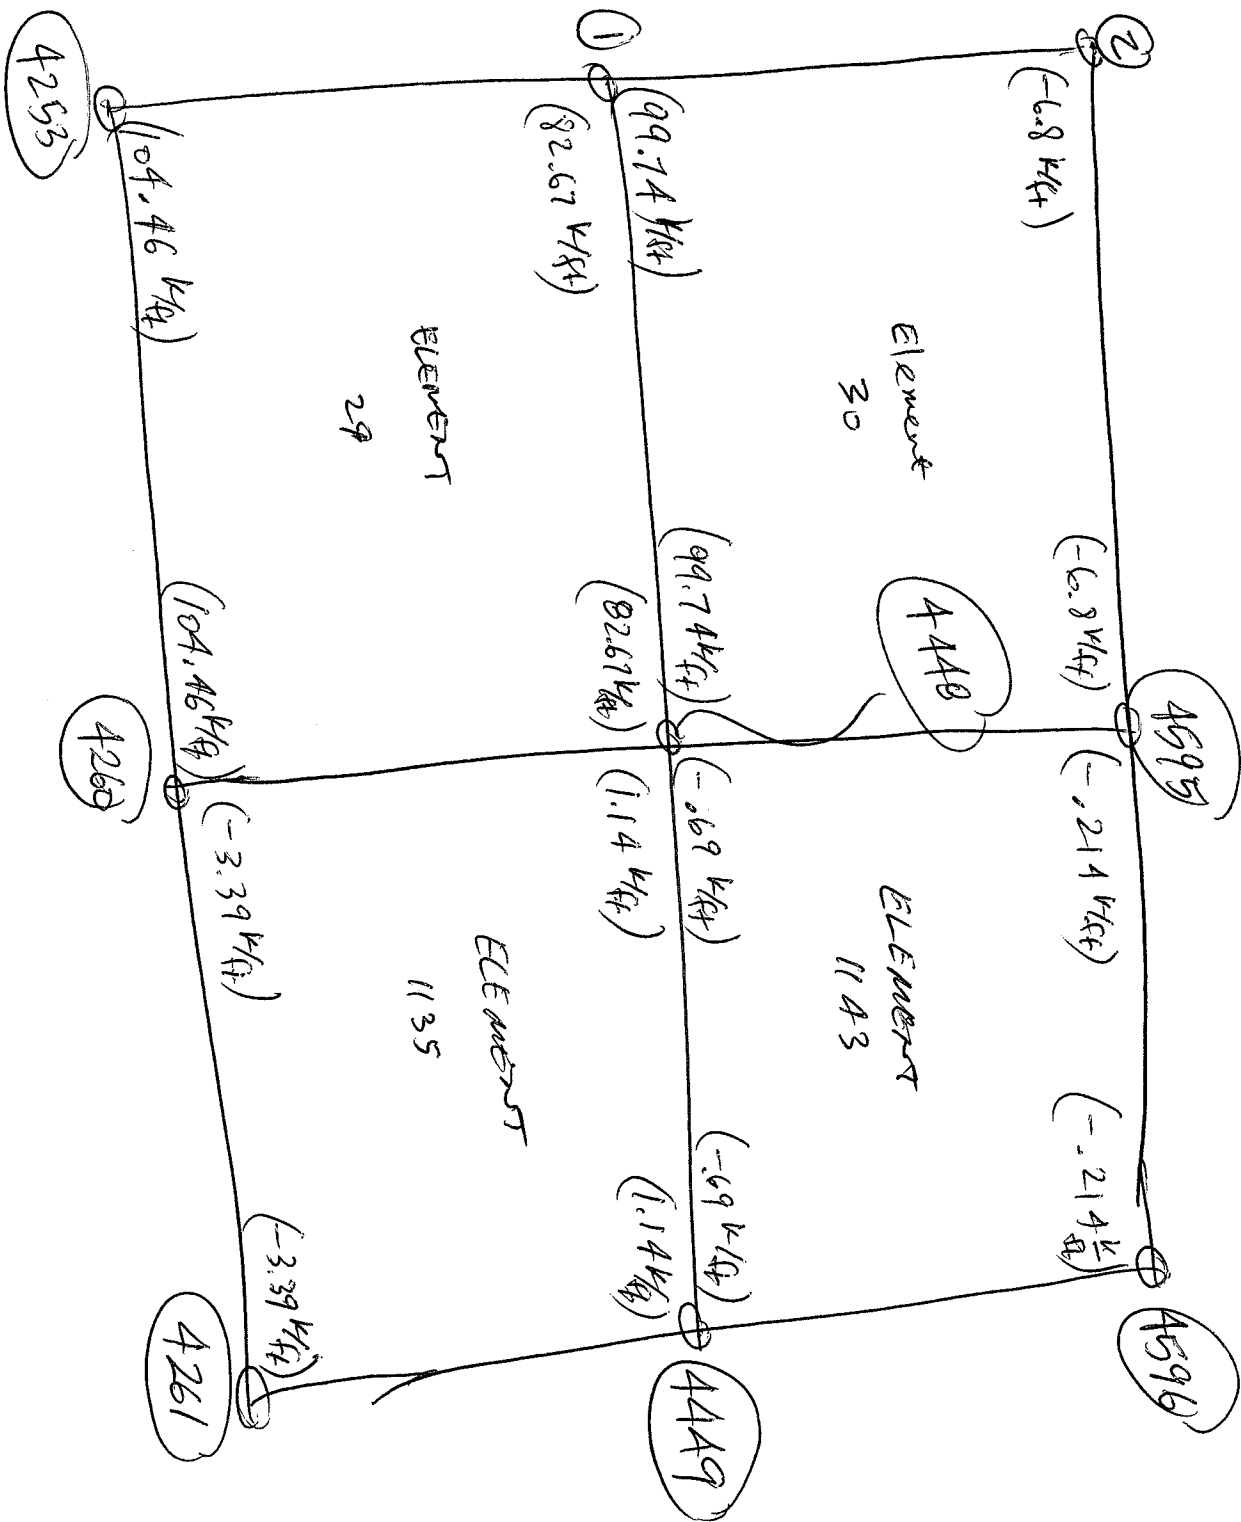 2
4595
4596
(-6.8 k/ft)
(-6.8 k/ft)
(-.214 k/ft)
(-.214 k/ft)
Element
30
4448
ELEMENT
1143
(99.74 k/ft)
(99.74 k/ft)
(-.69 k/ft)
(-.69 k/ft)
1
4449
(82.67 k/ft)
(82.67 k/ft)
(1.14 k/ft)
(1.14 k/ft)
ELEMENT
29
ELEMENT
1135
(104.46 k/ft)
(104.46 k/ft)
(-3.39 k/ft)
(-3.39 k/ft)
4253
4260
4261